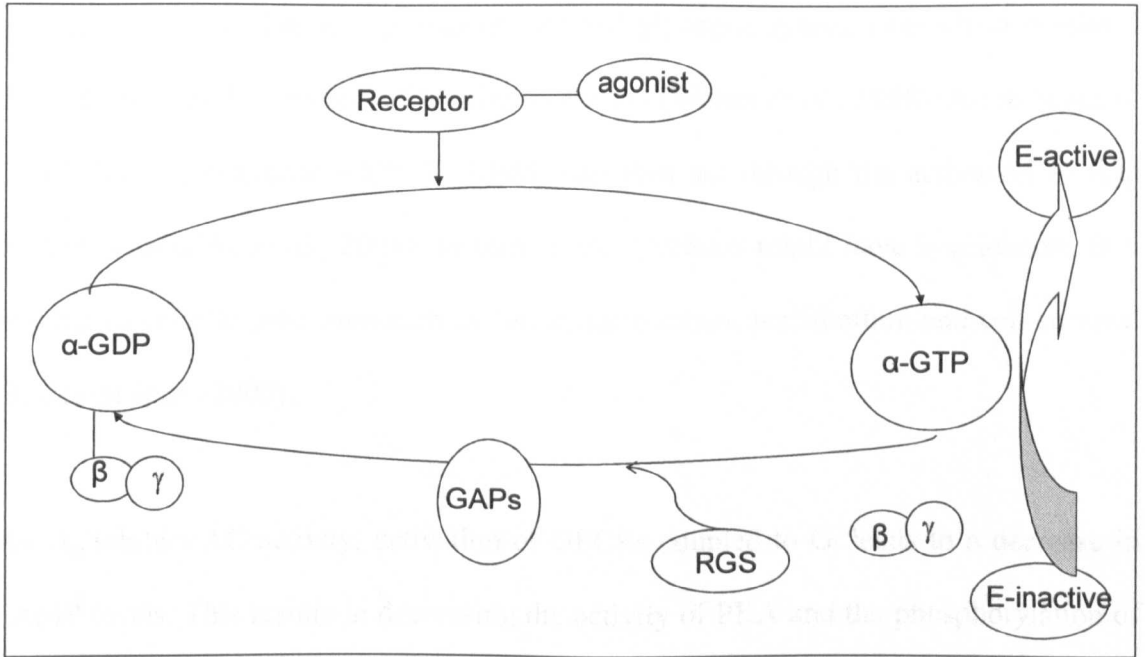 Receptor
agonist
E-active
α-GDP
α-GTP
β
γ
GAPs
RGS
β
γ
E-inactive